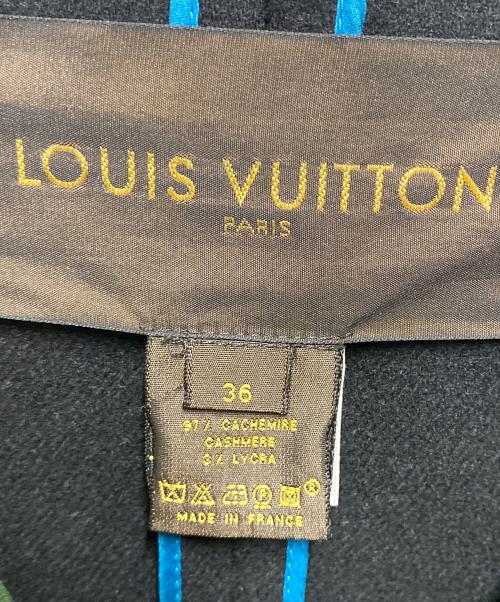 LOUIS VUITTON
PARIS
36
97% CACHEMIRE
CASHMERE
3% LYCRA
®
MADE IN FRANCE